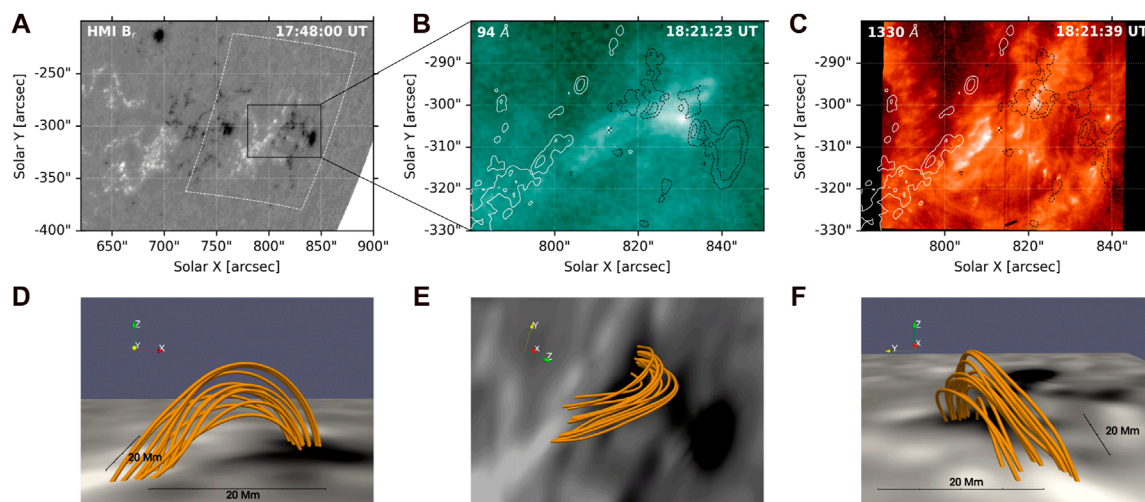 A
HMI Br
17:48:00 UT
-250"
-300"
-350"
-400"
650"
700"
750"
800"
850"
900"
Solar Y [arcsec]
Solar X [arcsec]
B
94 Å
18:21:23 UT
-290"
-300"
-310"
-320"
-330"
800"
820"
840"
Solar Y [arcsec]
Solar X [arcsec]
C
1330 Å
18:21:39 UT
-290"
-300"
-310"
-320"
-330"
800"
820"
840"
Solar Y [arcsec]
Solar X [arcsec]
D
Z
Y
X
20 Mm
20 Mm
E
Y
X
Z
F
Z
Y
X
20 Mm
20 Mm